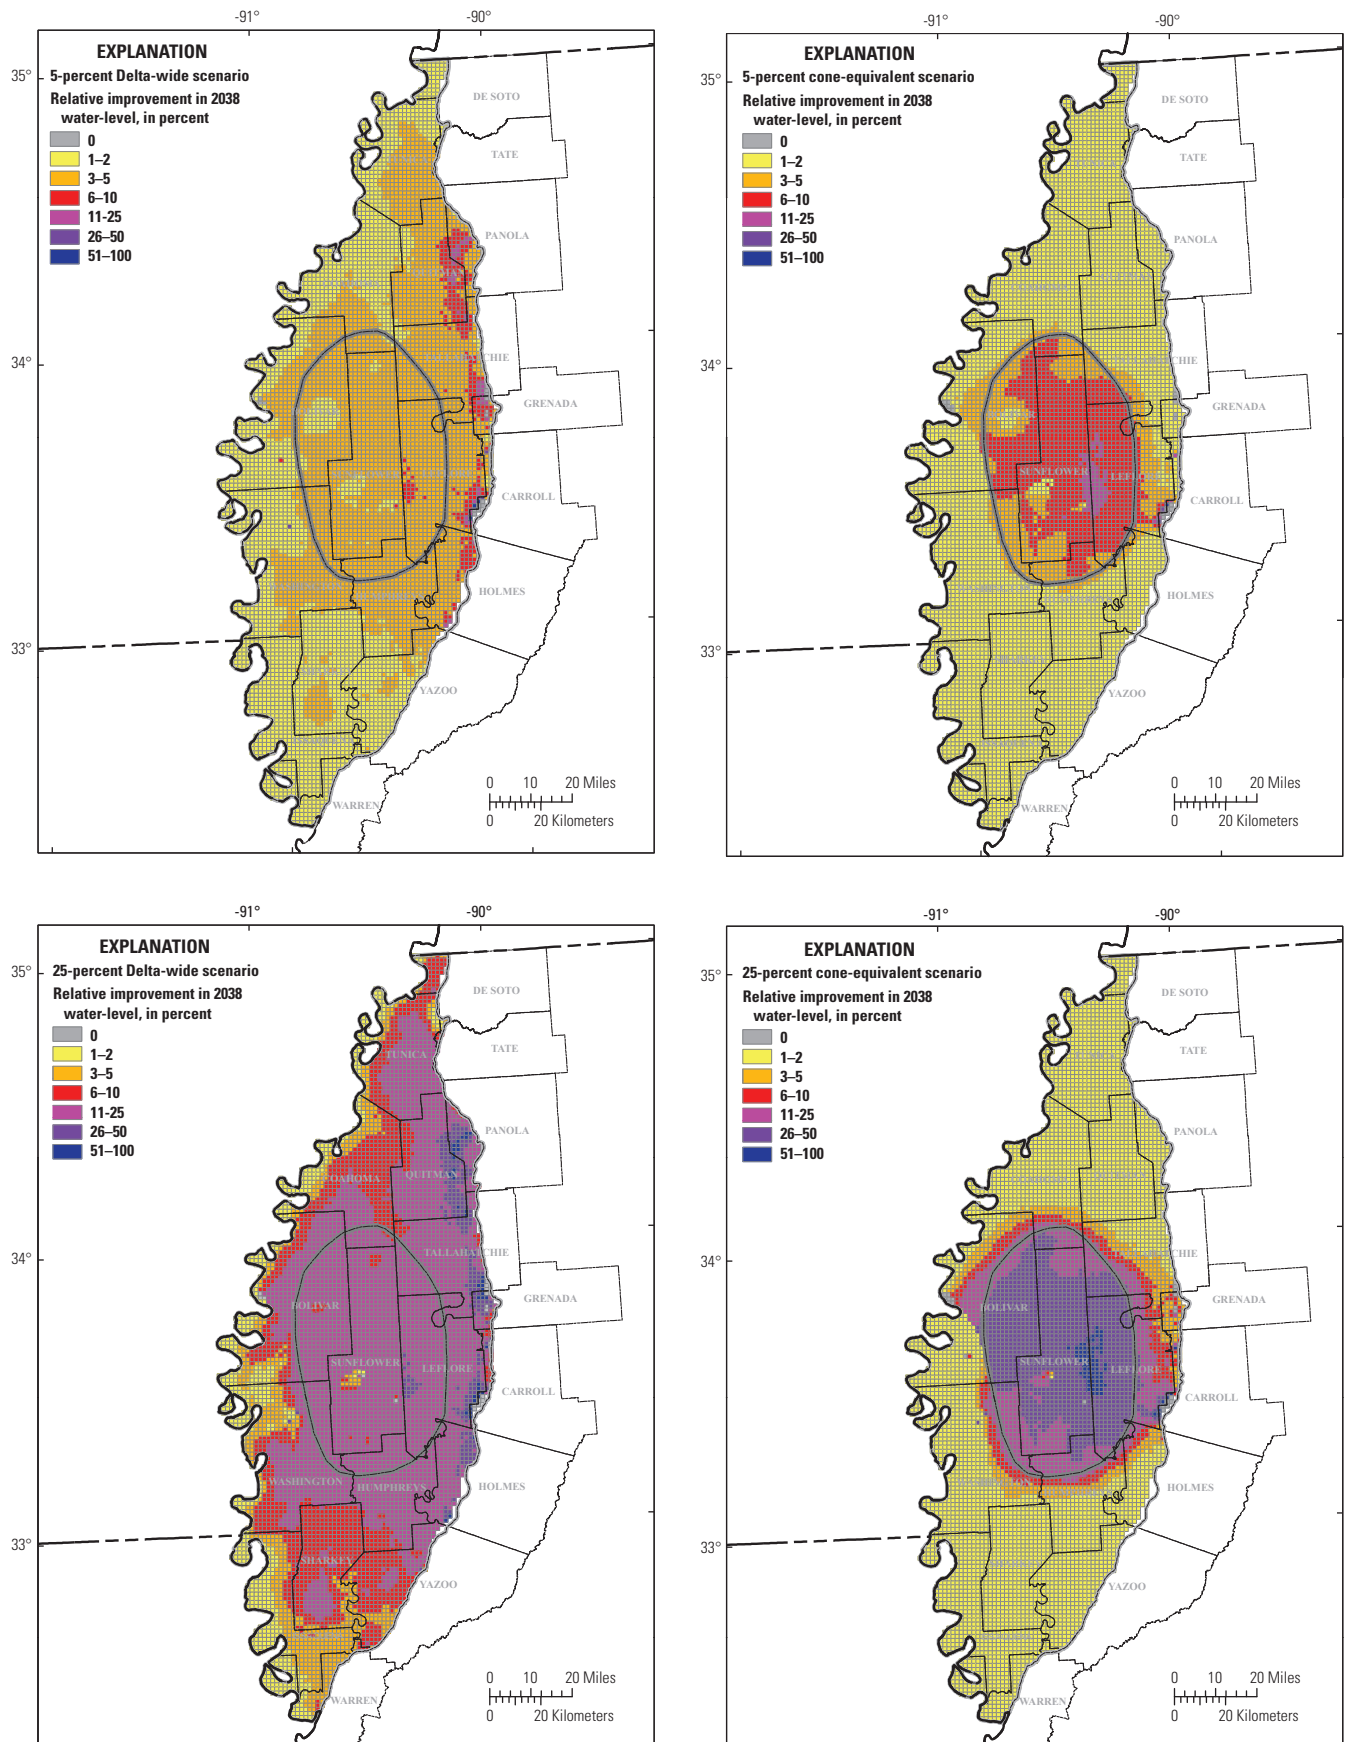 -91°
-90°
EXPLANATION
5-percent Delta-wide scenario
Relative improvement in 2038
water-level, in percent
0
1–2
3–5
6–10
11-25
26–50
51–100
35°
34°
33°
DE SOTO
TATE
PANOLA
GRENADA
CARROLL
HOLMES
YAZOO
WARREN
0 10 20 Miles
0 20 Kilometers
-91°
-90°
EXPLANATION
5-percent cone-equivalent scenario
Relative improvement in 2038
water-level, in percent
0
1–2
3–5
6–10
11-25
26–50
51–100
35°
34°
33°
DE SOTO
TATE
PANOLA
GRENADA
SUNFLOWER
CARROLL
HOLMES
YAZOO
WARREN
0 10 20 Miles
0 20 Kilometers
-91°
-90°
EXPLANATION
25-percent Delta-wide scenario
Relative improvement in 2038
water-level, in percent
0
1–2
3–5
6–10
11-25
26–50
51–100
35°
34°
33°
DE SOTO
TUNICA
TATE
PANOLA
COAHOMA
QUITMAN
TALLAHATCHIE
BOLIVAR
GRENADA
SUNFLOWER
LEFLORE
CARROLL
WASHINGTON
HUMPHREYS
HOLMES
SHARKEY
YAZOO
WARREN
0 10 20 Miles
0 20 Kilometers
-91°
-90°
EXPLANATION
25-percent cone-equivalent scenario
Relative improvement in 2038
water-level, in percent
0
1–2
3–5
6–10
11-25
26–50
51–100
35°
34°
33°
DE SOTO
TATE
PANOLA
BOLIVAR
GRENADA
SUNFLOWER
LEFLORE
CARROLL
HOLMES
YAZOO
WARREN
0 10 20 Miles
0 20 Kilometers